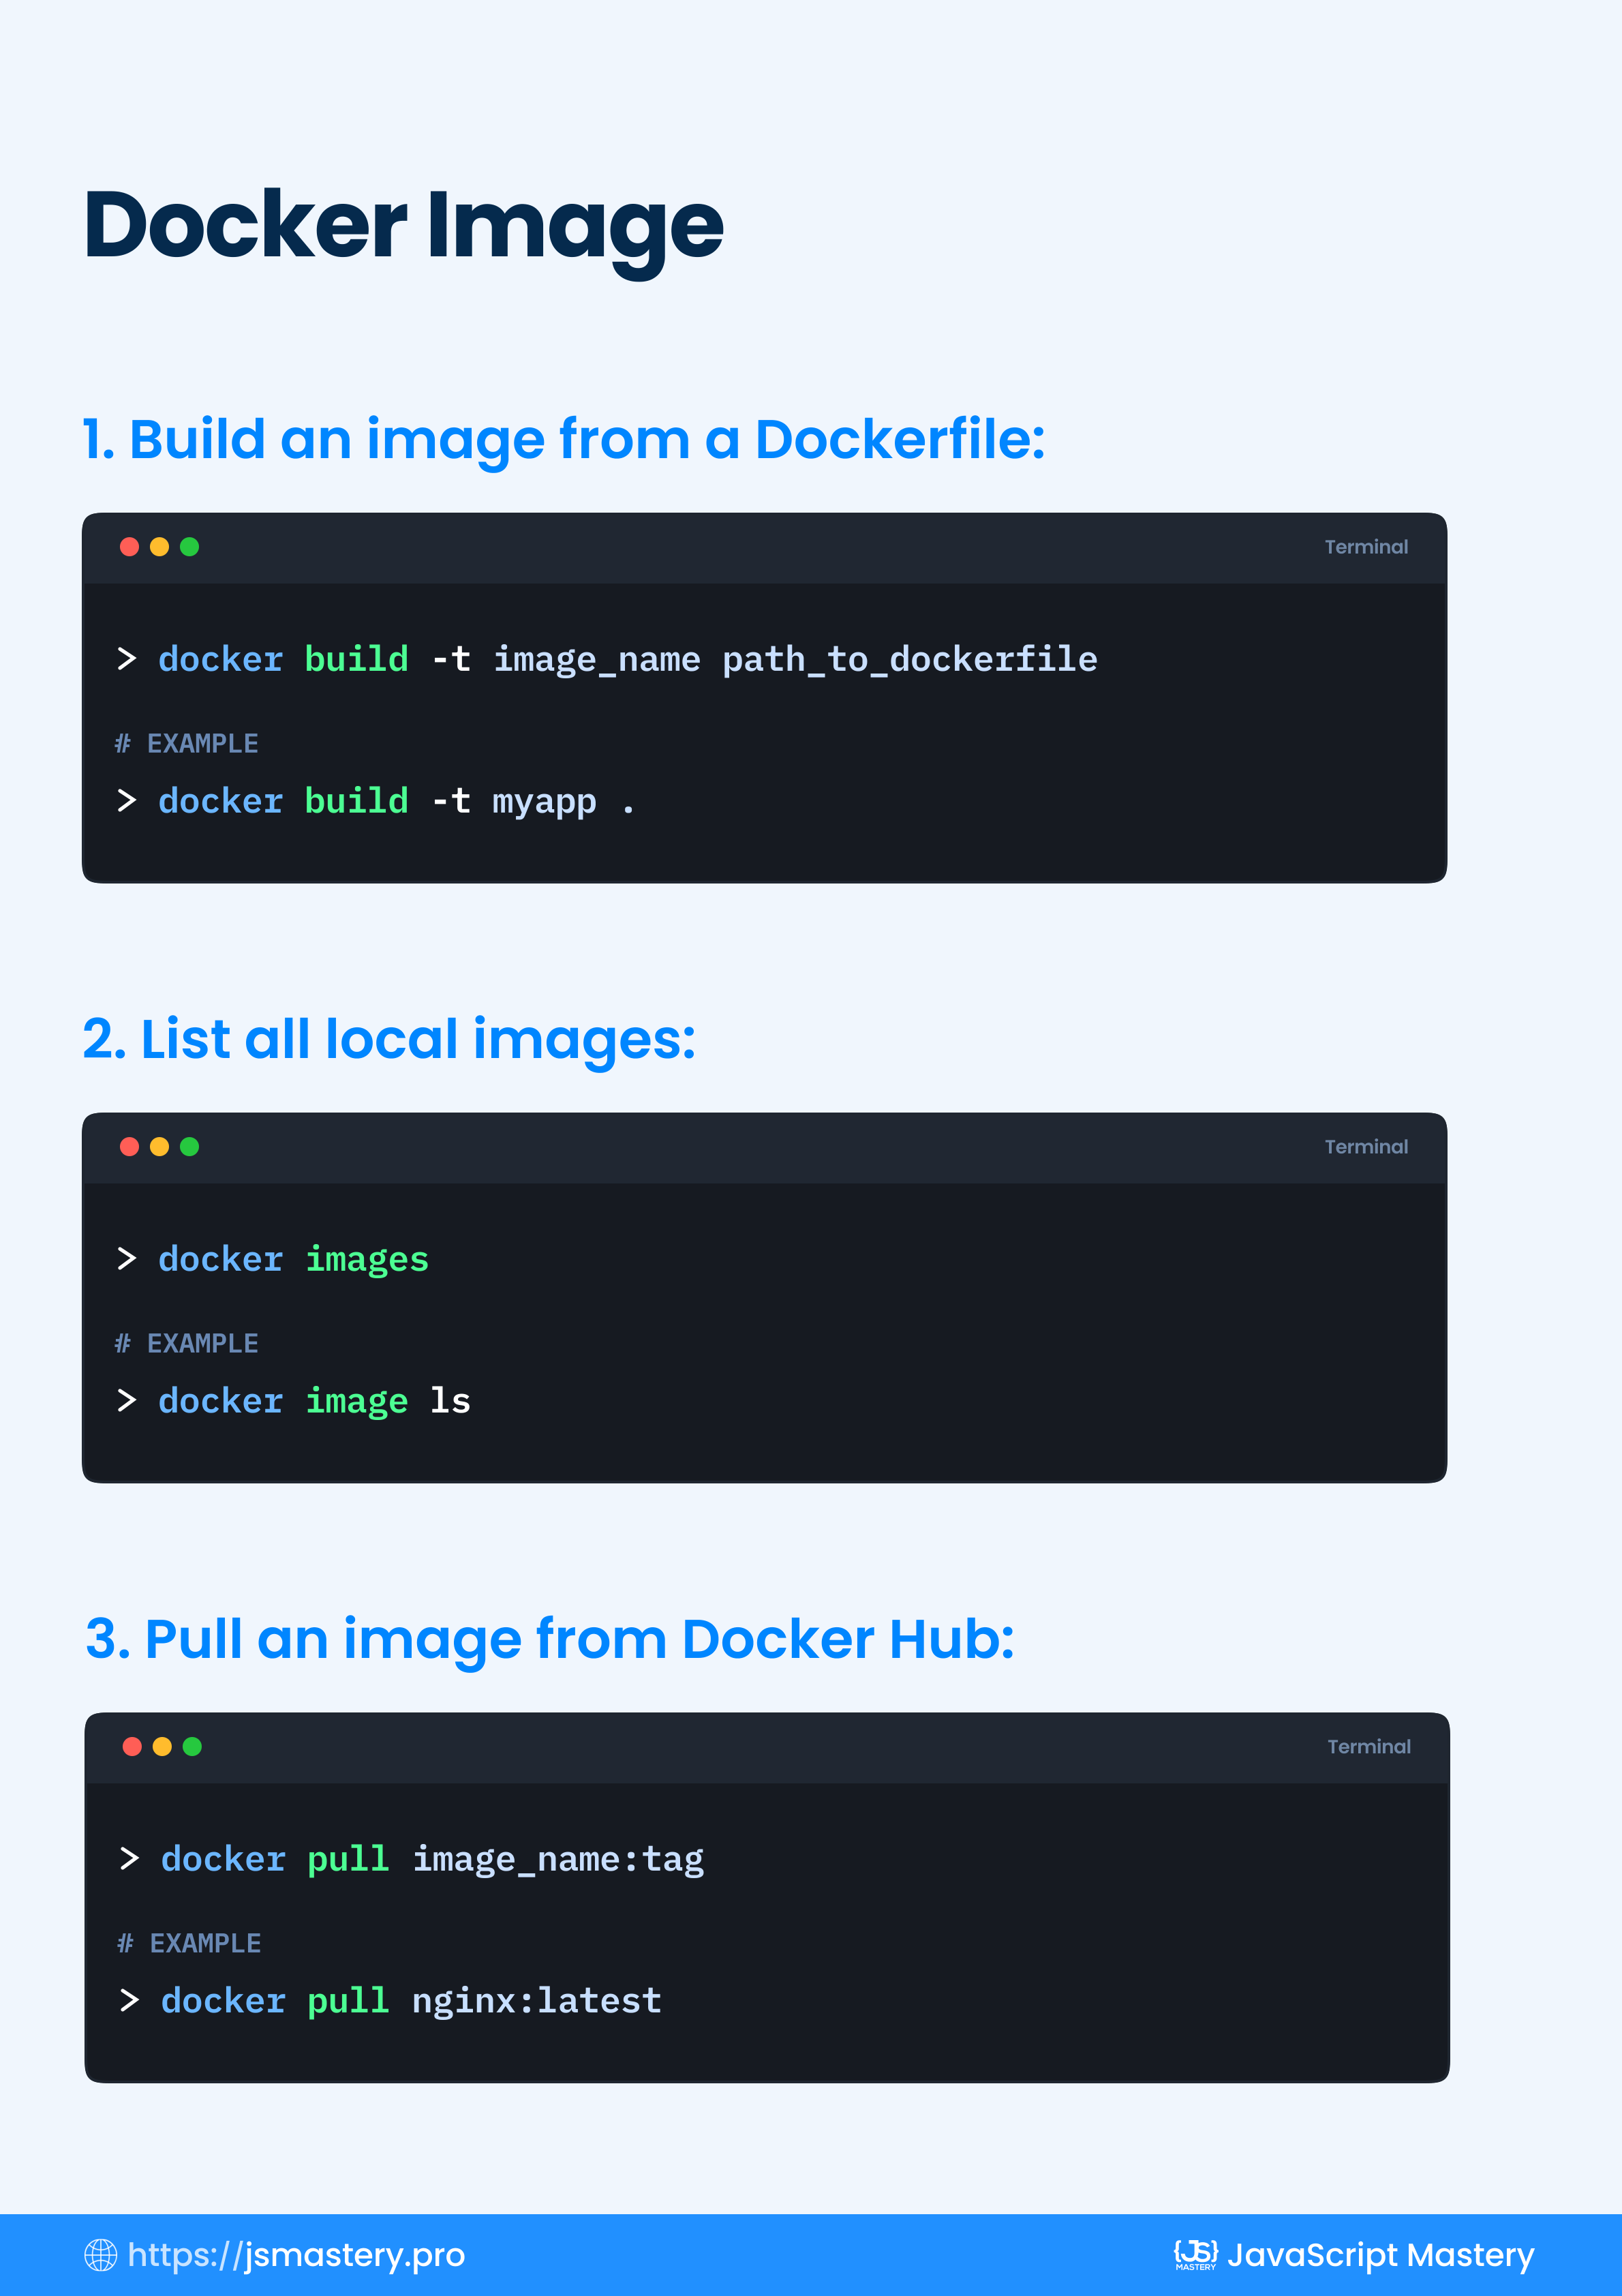 Docker Image
1. Build an image from a Dockerfile:
Terminal
> docker build -t image_name path_to_dockerfile
# EXAMPLE
> docker build -t myapp .
2. List all local images:
Terminal
> docker images
# EXAMPLE
> docker image ls
3. Pull an image from Docker Hub:
Terminal
> docker pull image_name:tag
# EXAMPLE
> docker pull nginx:latest
https://jsmastery.pro
{JS} MASTERY JavaScript Mastery